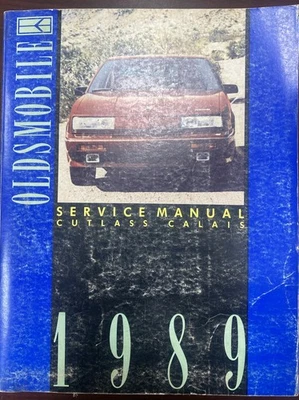 OLDSMOBILE
SERVICE MANUAL
CUTLASS CALAIS
1989